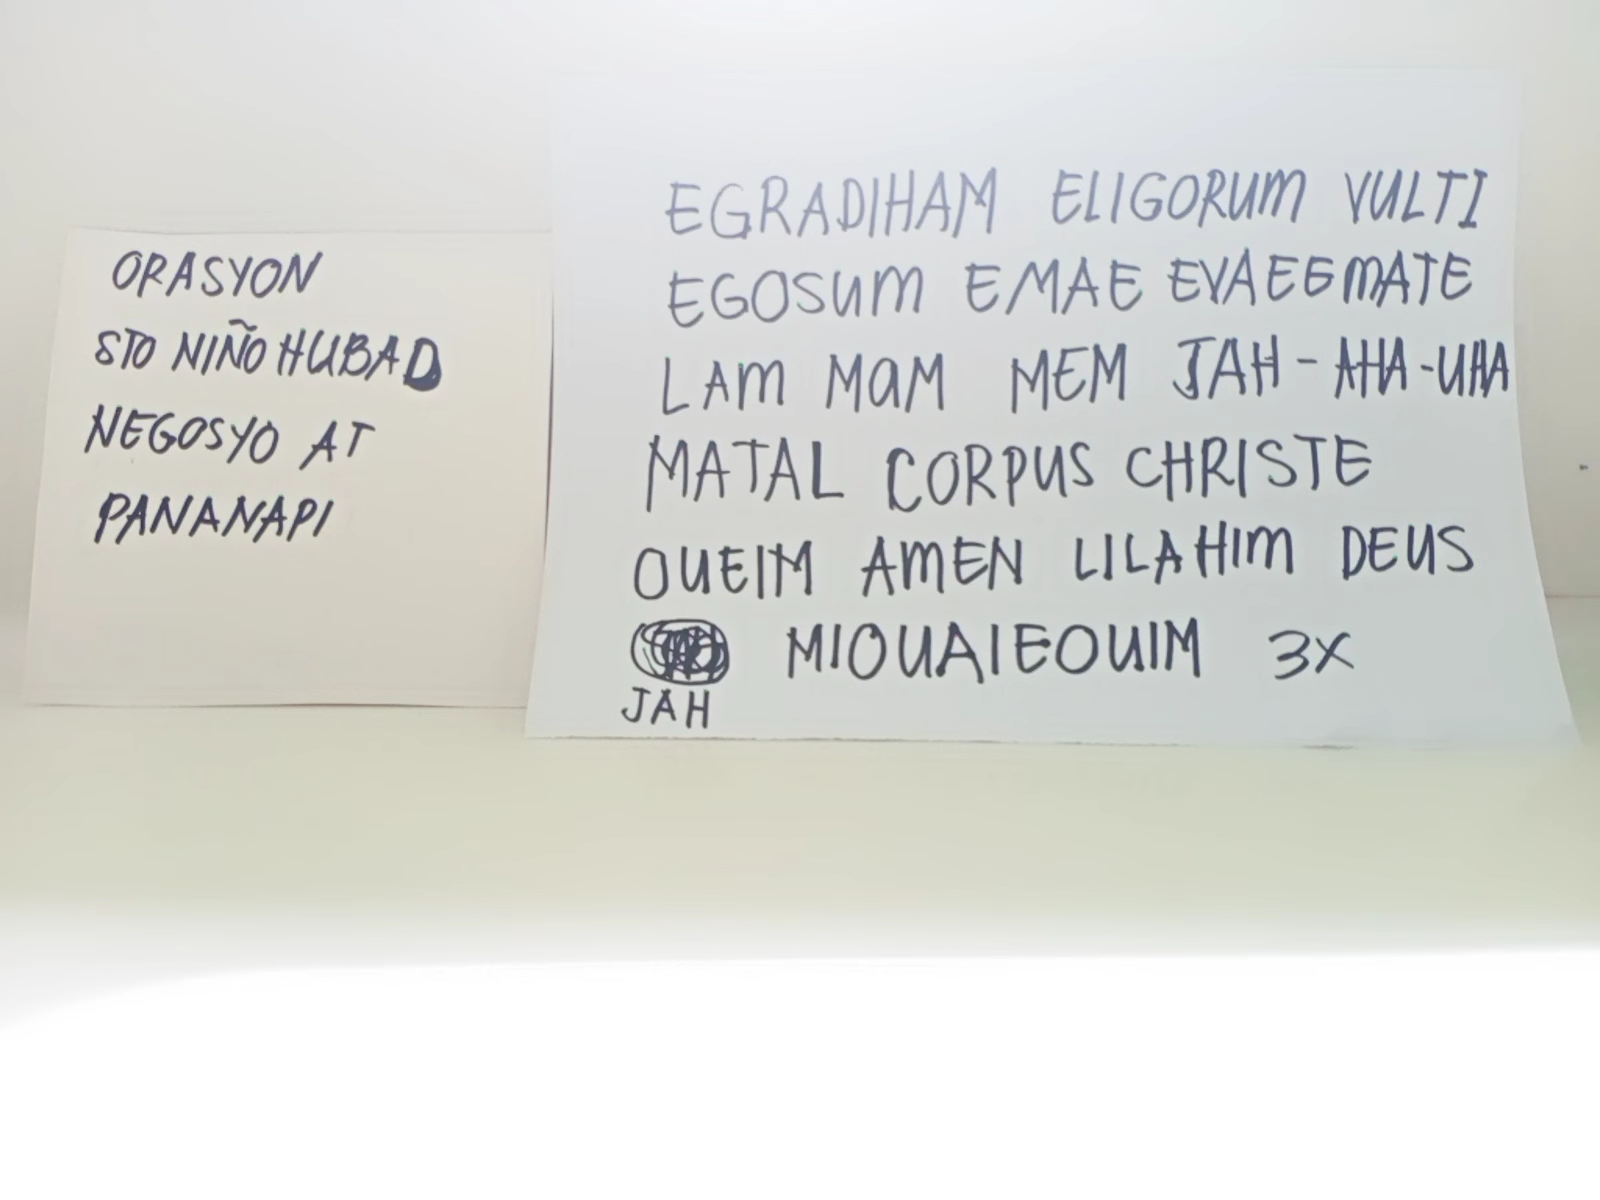 ORASYON
STO NIÑO HUBAD
NEGOSYO AT
PANANAPI
EGRADIHAM ELIGORUM VULTI
EGOSUM EMAE EVAEGMATE
LAM MAM MEM JAH-AHA-UHA
MATAL CORPUS CHRISTE
OUEIM AMEN LILAHIM DEUS
MIOUAIEOUIM 3X
JAH